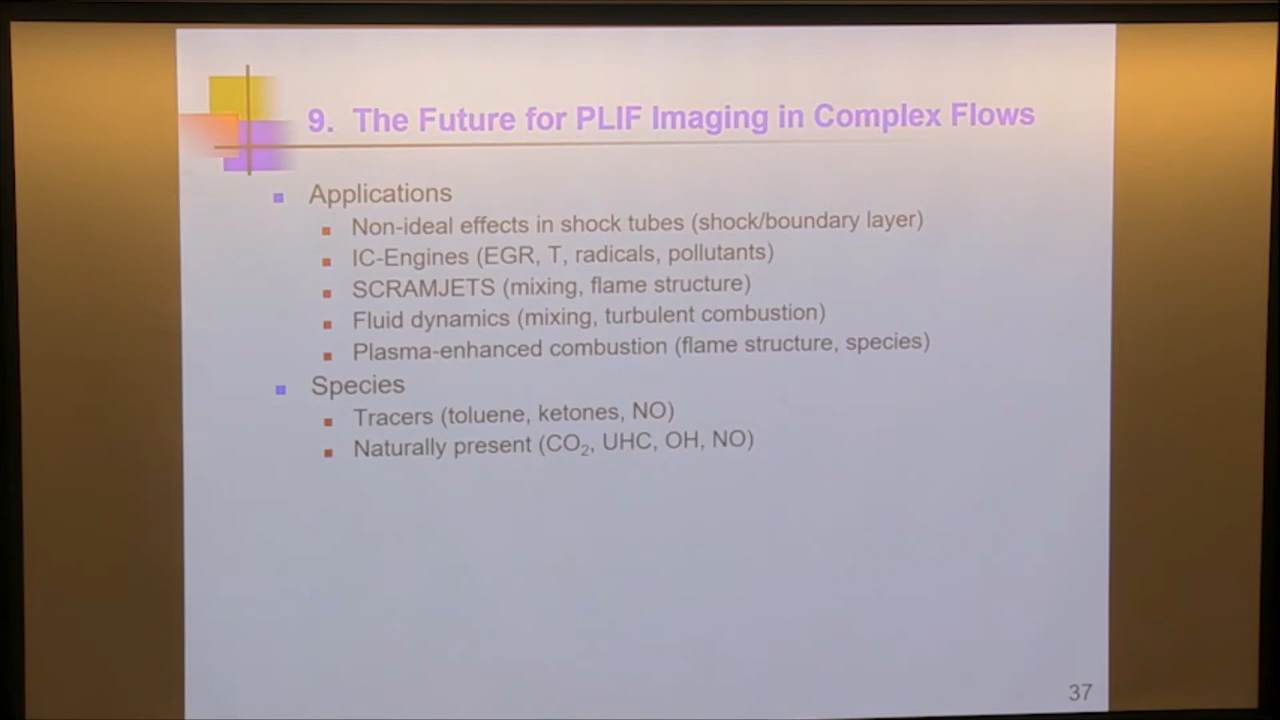 9. The Future for PLIF Imaging in Complex Flows
Applications
Non-ideal effects in shock tubes (shock/boundary layer)
IC-Engines (EGR, T, radicals, pollutants)
SCRAMJETS (mixing, flame structure)
Fluid dynamics (mixing, turbulent combustion)
Plasma-enhanced combustion (flame structure, species)
Species
Tracers (toluene, ketones, NO)
Naturally present (CO₂, UHC, OH, NO)
37